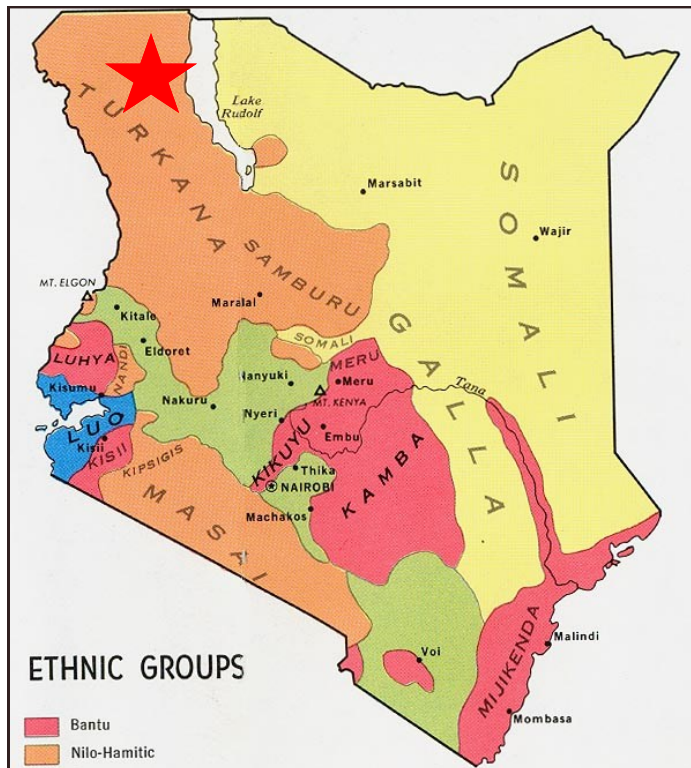 Lake
Rudolf
TURKANA
SOMALI
Marsabit
Wajir
SAMBURU
MT. ELGON
Maralal
Kitale
GALLA
SOMALI
Eldoret
LUHYA
NANDI
MERU
Nanyuki
Meru
Tana
Kisumu
MT. KENYA
Nakuru
Nyeri
LUO
Embu
Kisii
KISII
KIKUYU
KAMBA
KIPSIGIS
Thika
NAIROBI
MASAI
Machakos
MIJIKENDA
Malindi
Voi
ETHNIC GROUPS
Mombasa
Bantu
Nilo-Hamitic